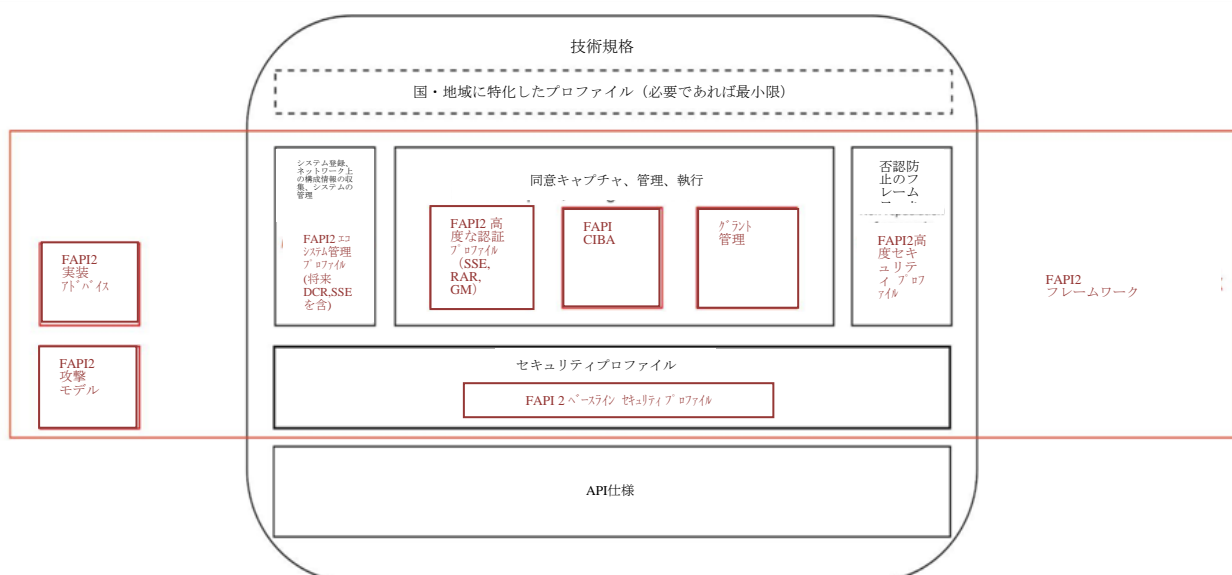 技術規格
国・地域に特化したプロファイル（必要であれば最小限）
システム登録、
ネットワーク上
の構成情報の収
集、システムの
管理
FAPI2 ｴｺ
ｼｽﾃﾑ管理
ﾌﾟﾛﾌｧｲﾙ
(将来
DCR,SSE
を含)
同意キャプチャ、管理、執行
FAPI2 高
度な認証
ﾌﾟﾛﾌｧｲﾙ
（SSE,
RAR,
GM）
FAPI
CIBA
ｸﾞﾗﾝﾄ
管理
否認防
止のフ
レーム
FAPI2高
度セキ
ュリテ
ィ ﾌﾟﾛﾌ
ｧｲﾙ
FAPI2
実装
ｱﾄﾞﾊﾞｲｽ
FAPI2
攻撃
モデル
FAPI2
フレームワーク
セキュリティプロファイル
FAPI 2 ﾍﾞｰｽﾗｲﾝ ｾｷｭﾘﾃｨ ﾌﾟﾛﾌｧｲﾙ
API仕様